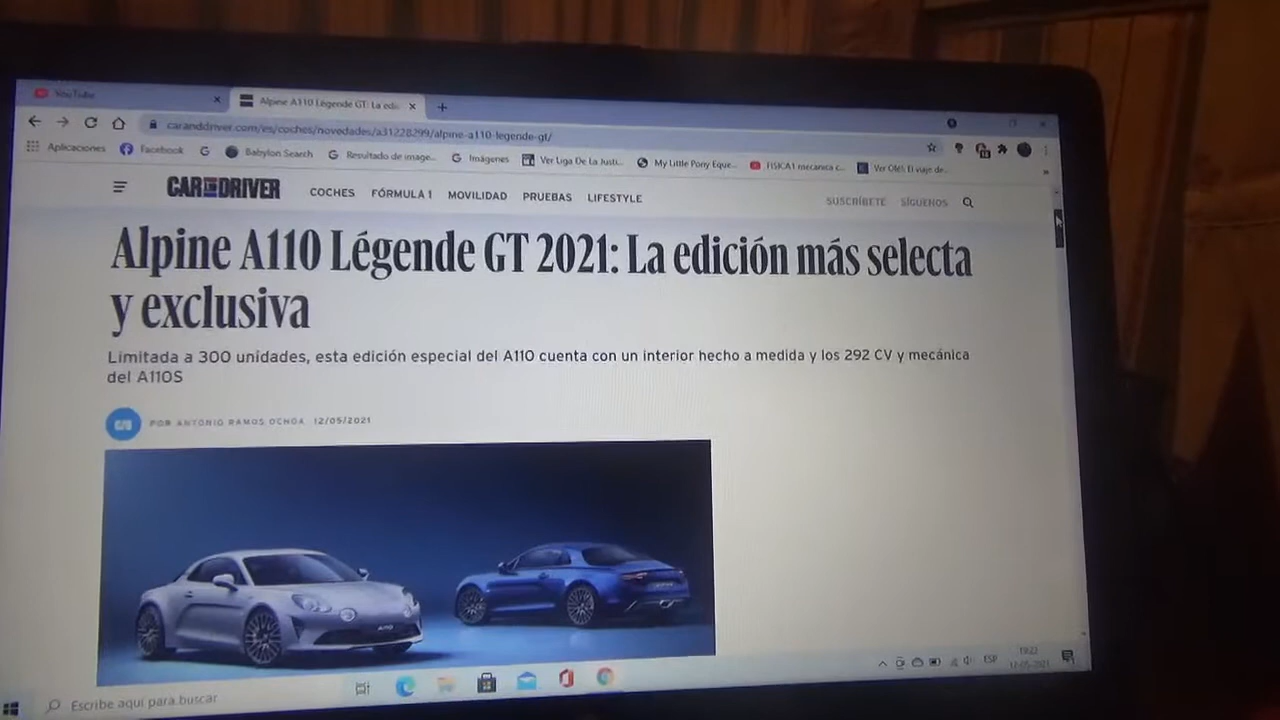 YouTube
Alpine A110 Légende GT: La edic
caranddriver.com/es/coches/novedades/a31228299/alpine-a110-legende-gt/
Aplicaciones Facebook Babylon Search Resultado de image... Imágenes Ver Liga De La Justi... My Little Pony Eque... FISICA1 mecanica c... Ver Olé!: El viaje de...
CAR AND DRIVER COCHES FÓRMULA 1 MOVILIDAD PRUEBAS LIFESTYLE SUSCRÍBETE SÍGUENOS
Alpine A110 Légende GT 2021: La edición más selecta
y exclusiva
Limitada a 300 unidades, esta edición especial del A110 cuenta con un interior hecho a medida y los 292 CV y mecánica
del A110S
C/D POR ANTONIO RAMOS OCHOA 12/05/2021
Escribe aquí para buscar
ESP
12-05-2021